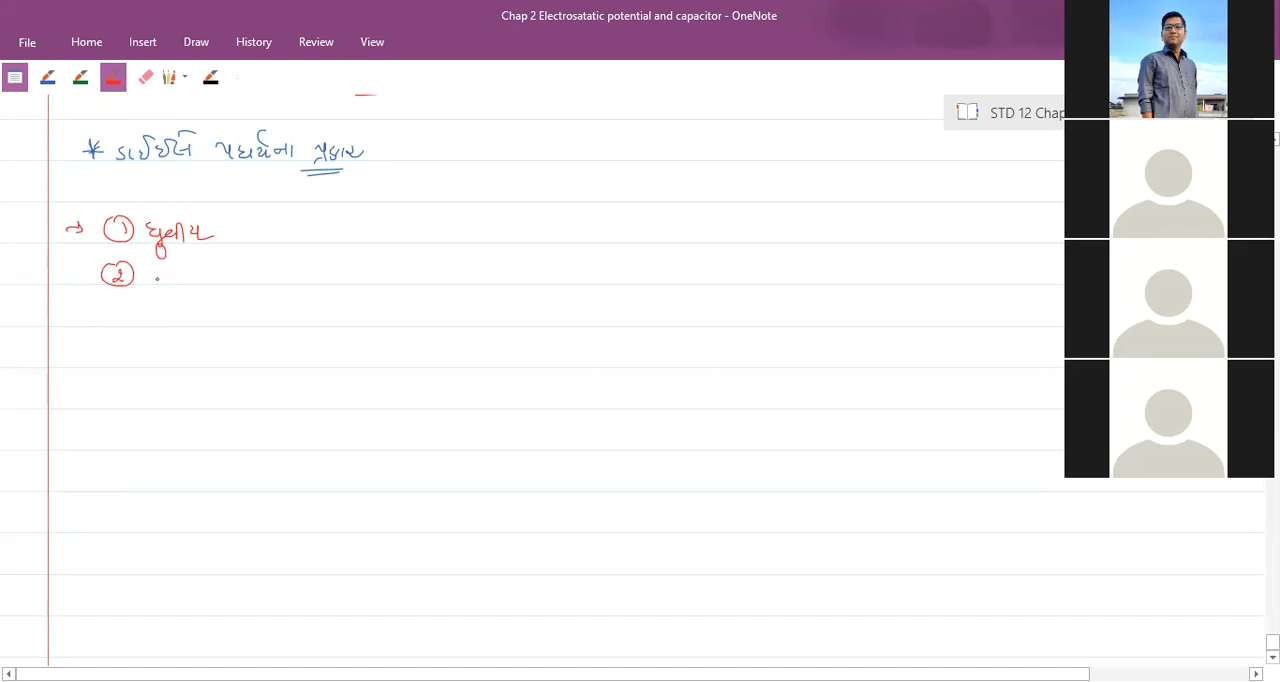 Chap 2 Electrosatatic potential and capacitor - OneNote
File Home Insert Draw History Review View
STD 12 Chap
* ડાઈઈલે પદાર્થના પ્રકાર
→ ① ધ્રુવીય
②